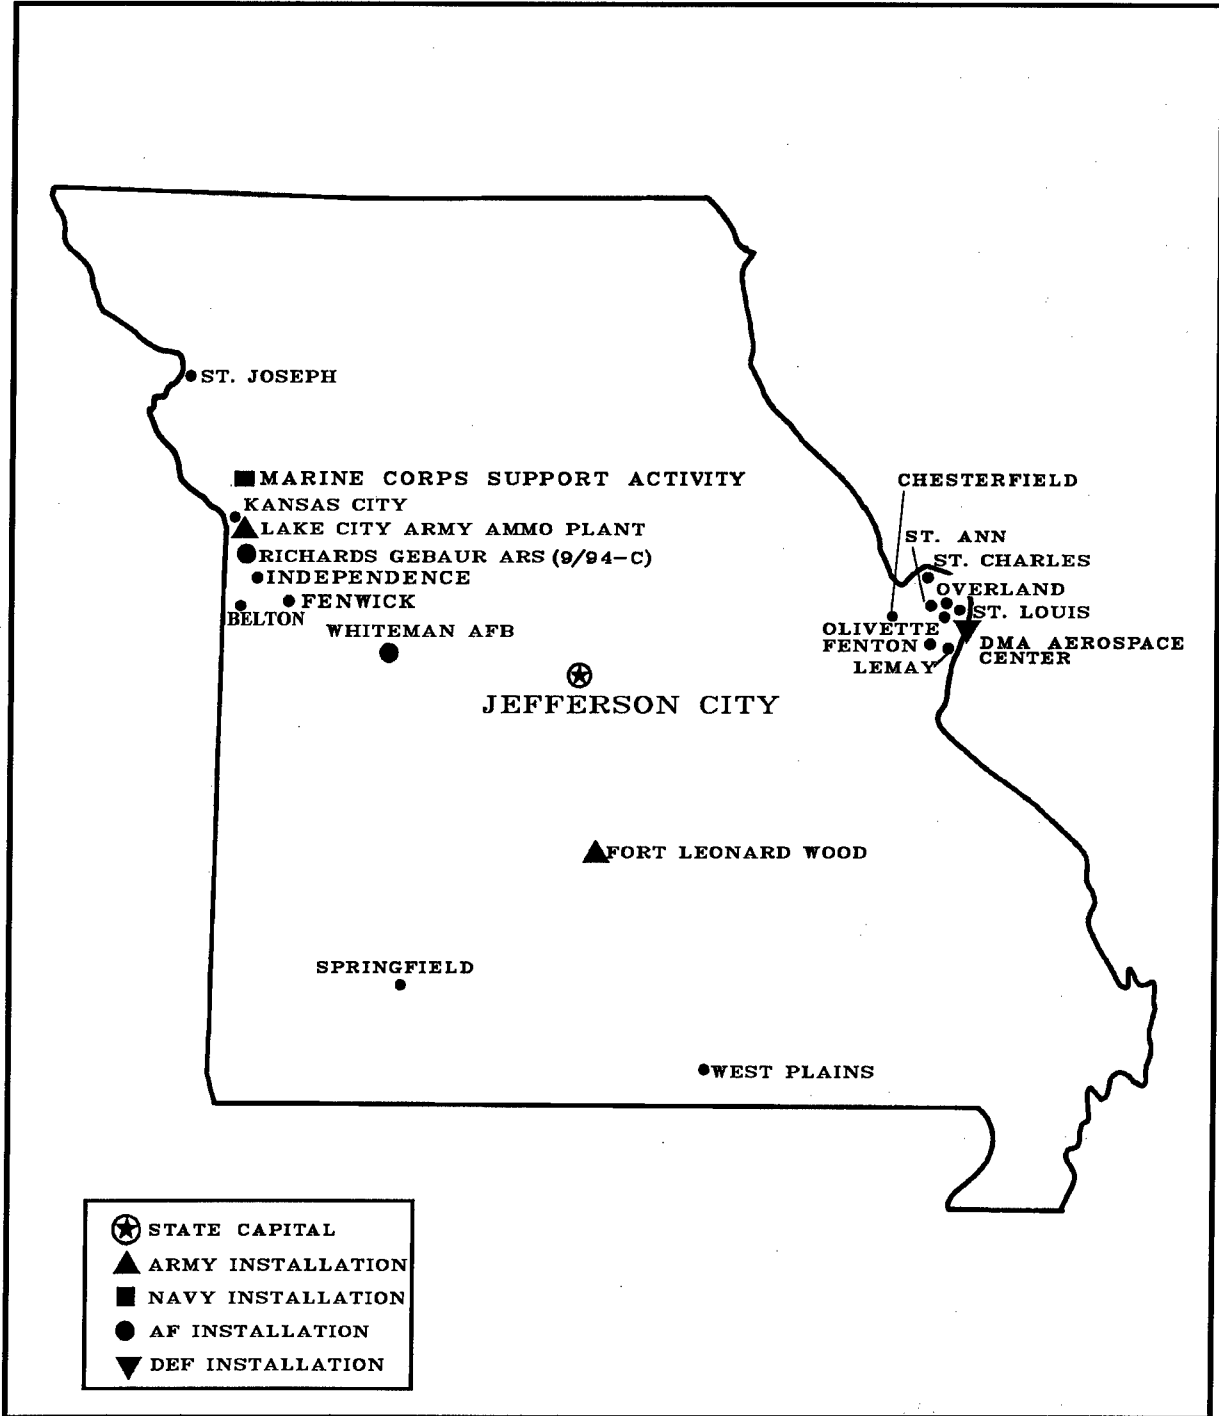 ST. JOSEPH
MARINE CORPS SUPPORT ACTIVITY
CHESTERFIELD
KANSAS CITY
LAKE CITY ARMY AMMO PLANT
ST. ANN
RICHARDS GEBAUR ARS (9/94-C)
ST. CHARLES
INDEPENDENCE
OVERLAND
FENWICK
BELTON
ST. LOUIS
WHITEMAN AFB
OLIVETTE
FENTON
DMA AEROSPACE
CENTER
LEMAY
JEFFERSON CITY
FORT LEONARD WOOD
SPRINGFIELD
WEST PLAINS
STATE CAPITAL
ARMY INSTALLATION
NAVY INSTALLATION
AF INSTALLATION
DEF INSTALLATION